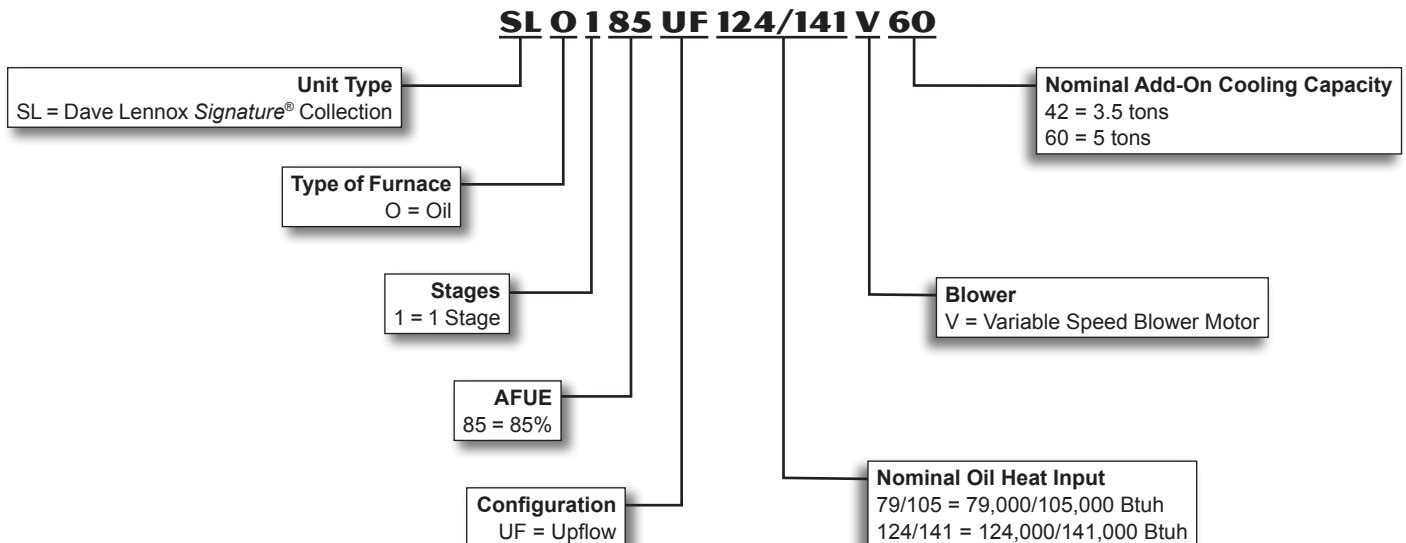 SL O 1 85 UF 124/141 V 60
Unit Type
SL = Dave Lennox Signature® Collection
Nominal Add-On Cooling Capacity
42 = 3.5 tons
60 = 5 tons
Type of Furnace
O = Oil
Stages
1 = 1 Stage
Blower
V = Variable Speed Blower Motor
AFUE
85 = 85%
Configuration
UF = Upflow
Nominal Oil Heat Input
79/105 = 79,000/105,000 Btuh
124/141 = 124,000/141,000 Btuh